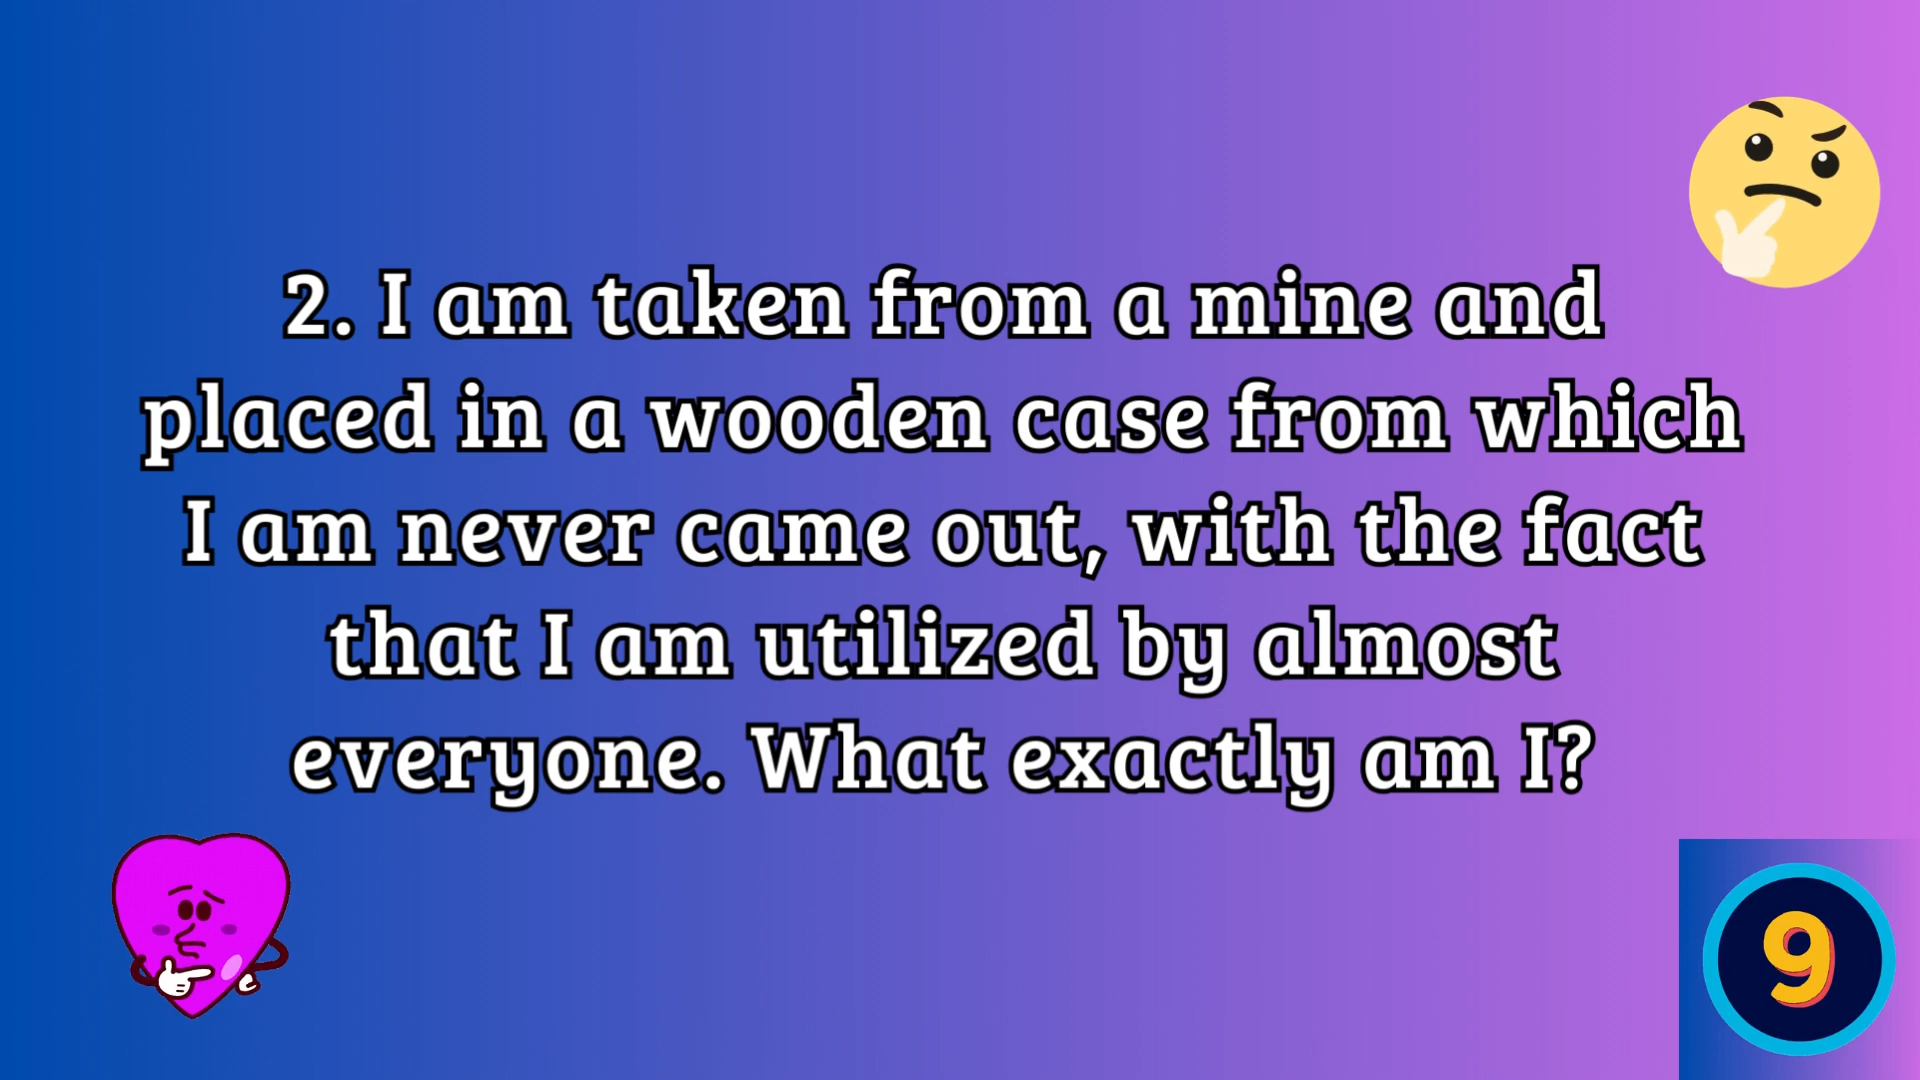 2. I am taken from a mine and
placed in a wooden case from which
I am never came out, with the fact
that I am utilized by almost
everyone. What exactly am I?
9